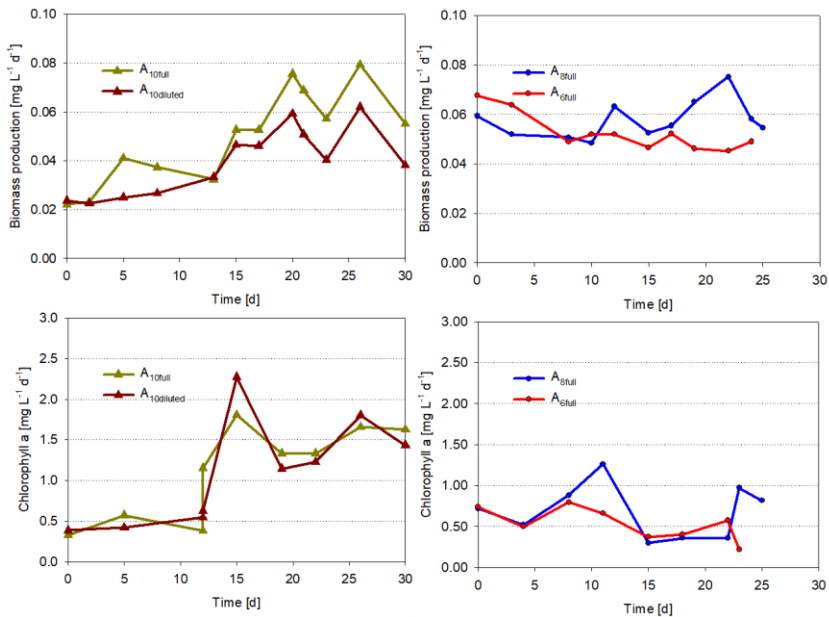 Biomass production [mg L⁻¹ d⁻¹]
0.10
0.08
0.06
0.04
0.02
0.00
A10full
A10diluted
0 5 10 15 20 25 30
Time [d]
Biomass production [mg L⁻¹ d⁻¹]
0.10
0.08
0.06
0.04
0.02
0.00
A8full
A6full
0 5 10 15 20 25 30
Time [d]
Chlorophyll a [mg L⁻¹ d⁻¹]
3.0
2.5
2.0
1.5
1.0
0.5
0.0
A10full
A10diluted
0 5 10 15 20 25 30
Time [d]
Chlorophyll a [mg L⁻¹ d⁻¹]
3.00
2.50
2.00
1.50
1.00
0.50
0.00
A8full
A6full
0 5 10 15 20 25 30
Time [d]